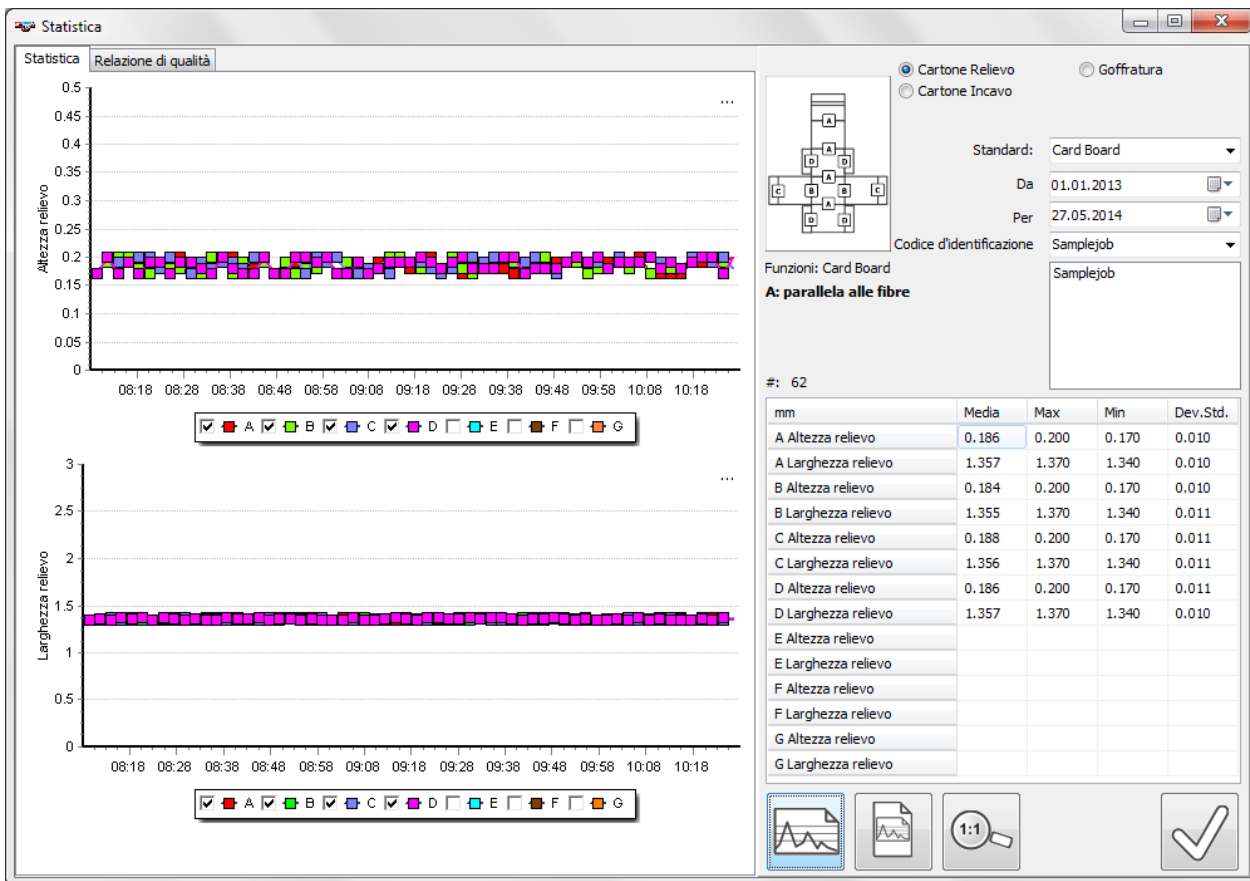 Statistica
Statistica Relazione di qualità
0.5
0.45
0.4
0.35
0.3
0.25
0.2
0.15
0.1
0.05
0
Altezza relievo
...
08:18 08:28 08:38 08:48 08:58 09:08 09:18 09:28 09:38 09:48 09:58 10:08 10:18
A B C D E F G
3
2.5
2
1.5
1
0.5
0
Larghezza relievo
...
08:18 08:28 08:38 08:48 08:58 09:08 09:18 09:28 09:38 09:48 09:58 10:08 10:18
A B C D E F G
Cartone Relievo Goffratura
Cartone Incavo
A
A
D D
A
C B B C
A
D D
Standard: Card Board
Da 01.01.2013
Per 27.05.2014
Codice d'identificazione Samplejob
Funzioni: Card Board
Samplejob
A: parallela alle fibre
#: 62
mm Media Max Min Dev.Std.
A Altezza relievo 0.186 0.200 0.170 0.010
A Larghezza relievo 1.357 1.370 1.340 0.010
B Altezza relievo 0.184 0.200 0.170 0.010
B Larghezza relievo 1.355 1.370 1.340 0.011
C Altezza relievo 0.188 0.200 0.170 0.011
C Larghezza relievo 1.356 1.370 1.340 0.011
D Altezza relievo 0.186 0.200 0.170 0.011
D Larghezza relievo 1.357 1.370 1.340 0.010
E Altezza relievo
E Larghezza relievo
F Altezza relievo
F Larghezza relievo
G Altezza relievo
G Larghezza relievo
1:1